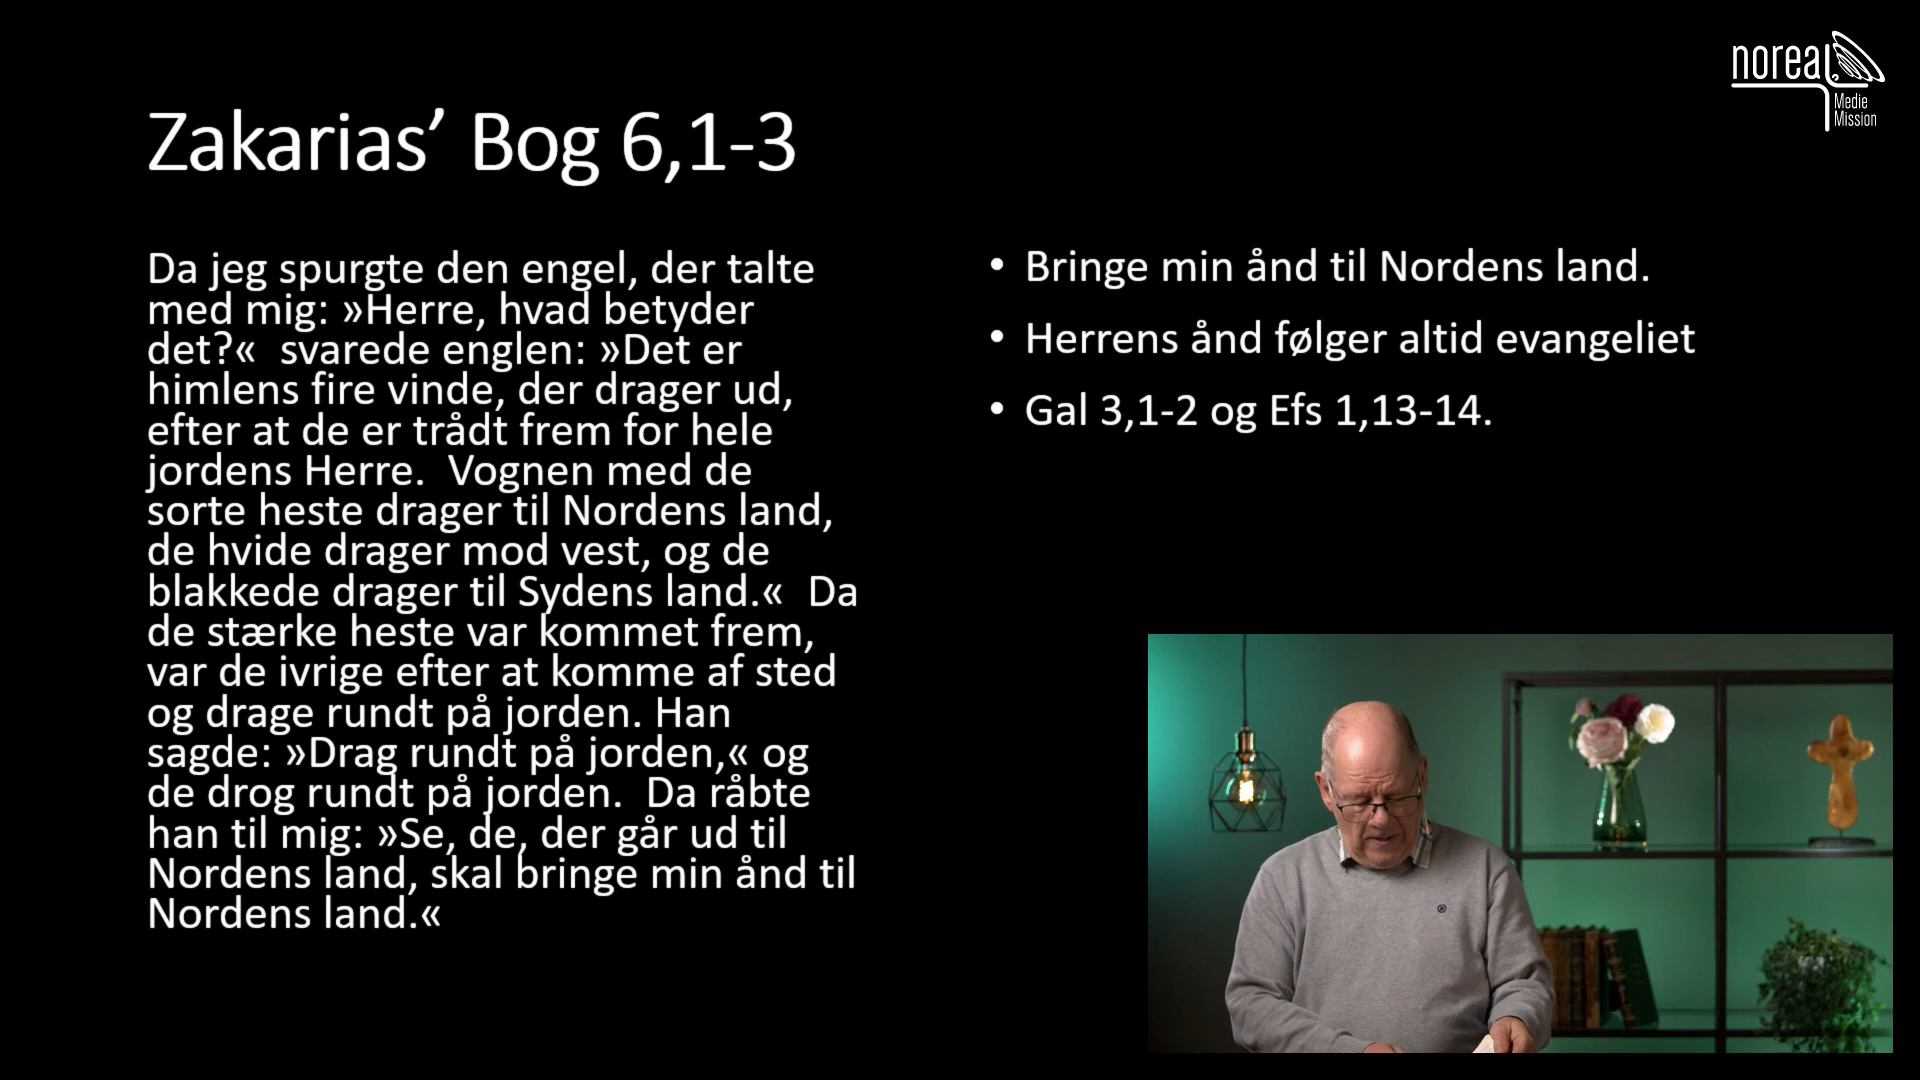 norea
Medie
Mission
Zakarias’ Bog 6,1-3
Da jeg spurgte den engel, der talte
med mig: »Herre, hvad betyder
det?«  svarede englen: »Det er
himlens fire vinde, der drager ud,
efter at de er trådt frem for hele
jordens Herre.  Vognen med de
sorte heste drager til Nordens land,
de hvide drager mod vest, og de
blakkede drager til Sydens land.«  Da
de stærke heste var kommet frem,
var de ivrige efter at komme af sted
og drage rundt på jorden. Han
sagde: »Drag rundt på jorden,« og
de drog rundt på jorden.  Da råbte
han til mig: »Se, de, der går ud til
Nordens land, skal bringe min ånd til
Nordens land.«
• Bringe min ånd til Nordens land.
• Herrens ånd følger altid evangeliet
• Gal 3,1-2 og Efs 1,13-14.